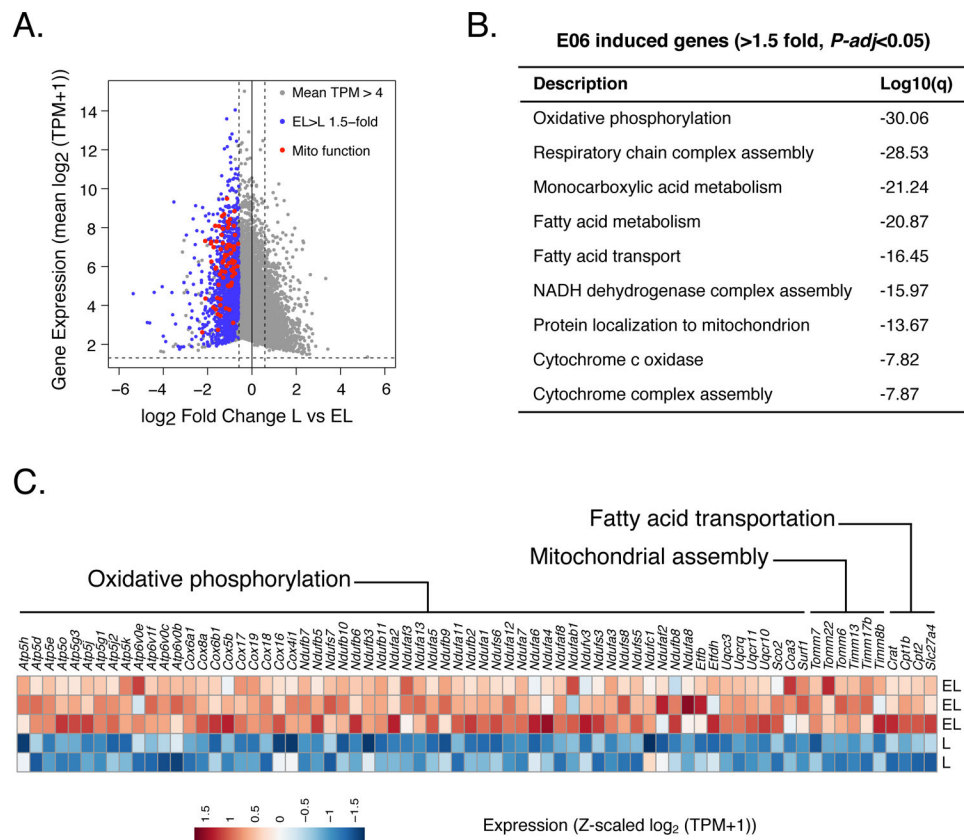 A.
Gene Expression (mean log2 (TPM+1))
14
12
10
8
6
4
2
−6 −4 −2 0 2 4 6
log2 Fold Change L vs EL
Mean TPM > 4
EL>L 1.5−fold
Mito function
B.
E06 induced genes (>1.5 fold, P-adj<0.05)
Description Log10(q)
Oxidative phosphorylation -30.06
Respiratory chain complex assembly -28.53
Monocarboxylic acid metabolism -21.24
Fatty acid metabolism -20.87
Fatty acid transport -16.45
NADH dehydrogenase complex assembly -15.97
Protein localization to mitochondrion -13.67
Cytochrome c oxidase -7.82
Cytochrome complex assembly -7.87
C.
Fatty acid transportation
Mitochondrial assembly
Oxidative phosphorylation
Atp5h Atp5d Atp5e Atp5o Atp5g3 Atp5j Atp5g1 Atp5j2 Atp5k Atp6v0e Atp6v1f Atp6v0c Atp6v0b Cox6a1 Cox8a Cox6b1 Cox5b Cox17 Cox19 Cox18 Cox16 Cox4i1 Ndufb7 Ndufs7 Ndufb5 Ndufb10 Ndufb6 Ndufb3 Ndufb11 Ndufa2 Ndufaf3 Ndufa13 Ndufa5 Ndufb9 Ndufa11 Ndufb2 Ndufa1 Ndufs6 Ndufa12 Ndufa7 Ndufa6 Ndufa4 Ndufaf8 Ndufab1 Ndufv3 Ndufs3 Ndufa3 Ndufs8 Ndufs5 Ndufc1 Ndufaf2 Ndufb8 Ndufa8 Etfb Etfdh Uqcc3 Uqcrq Uqcr11 Uqcr10 Sco2 Coa3 Surf1 Tomm7 Tomm22 Tomm6 Timm13 Timm17b Timm8b Crat Cpt1b Cpt2 Slc27a4
EL
EL
EL
L
L
1.5 1 0.5 0 −0.5 −1 −1.5
Expression (Z-scaled log2 (TPM+1))